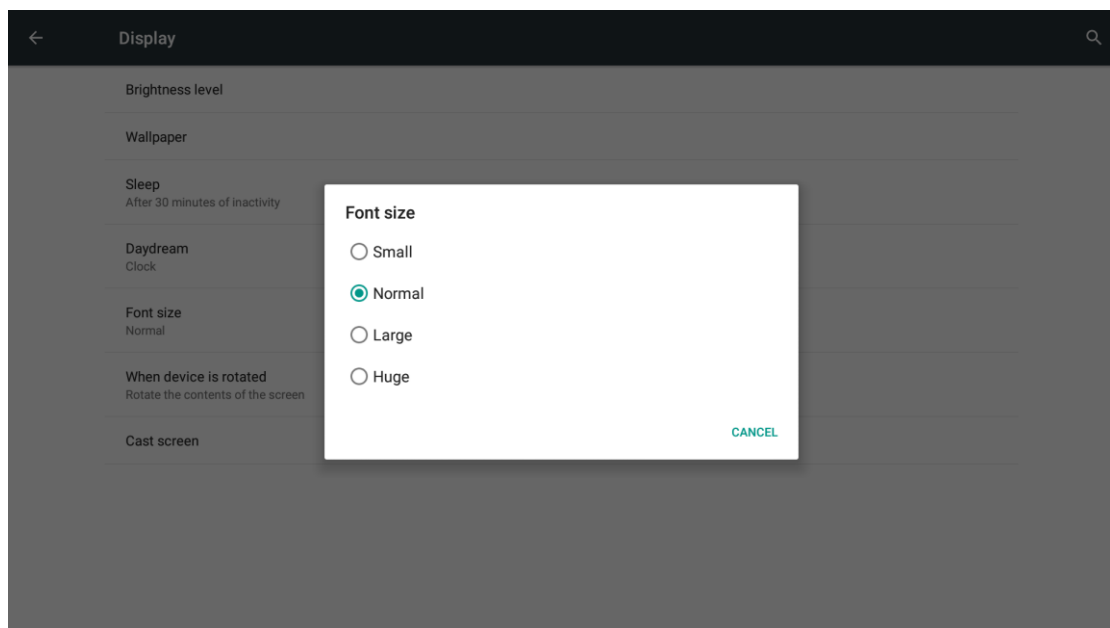 Display
Brightness level
Wallpaper
Sleep
After 30 minutes of inactivity
Daydream
Clock
Font size
Normal
When device is rotated
Rotate the contents of the screen
Cast screen
Font size
Small
Normal
Large
Huge
CANCEL